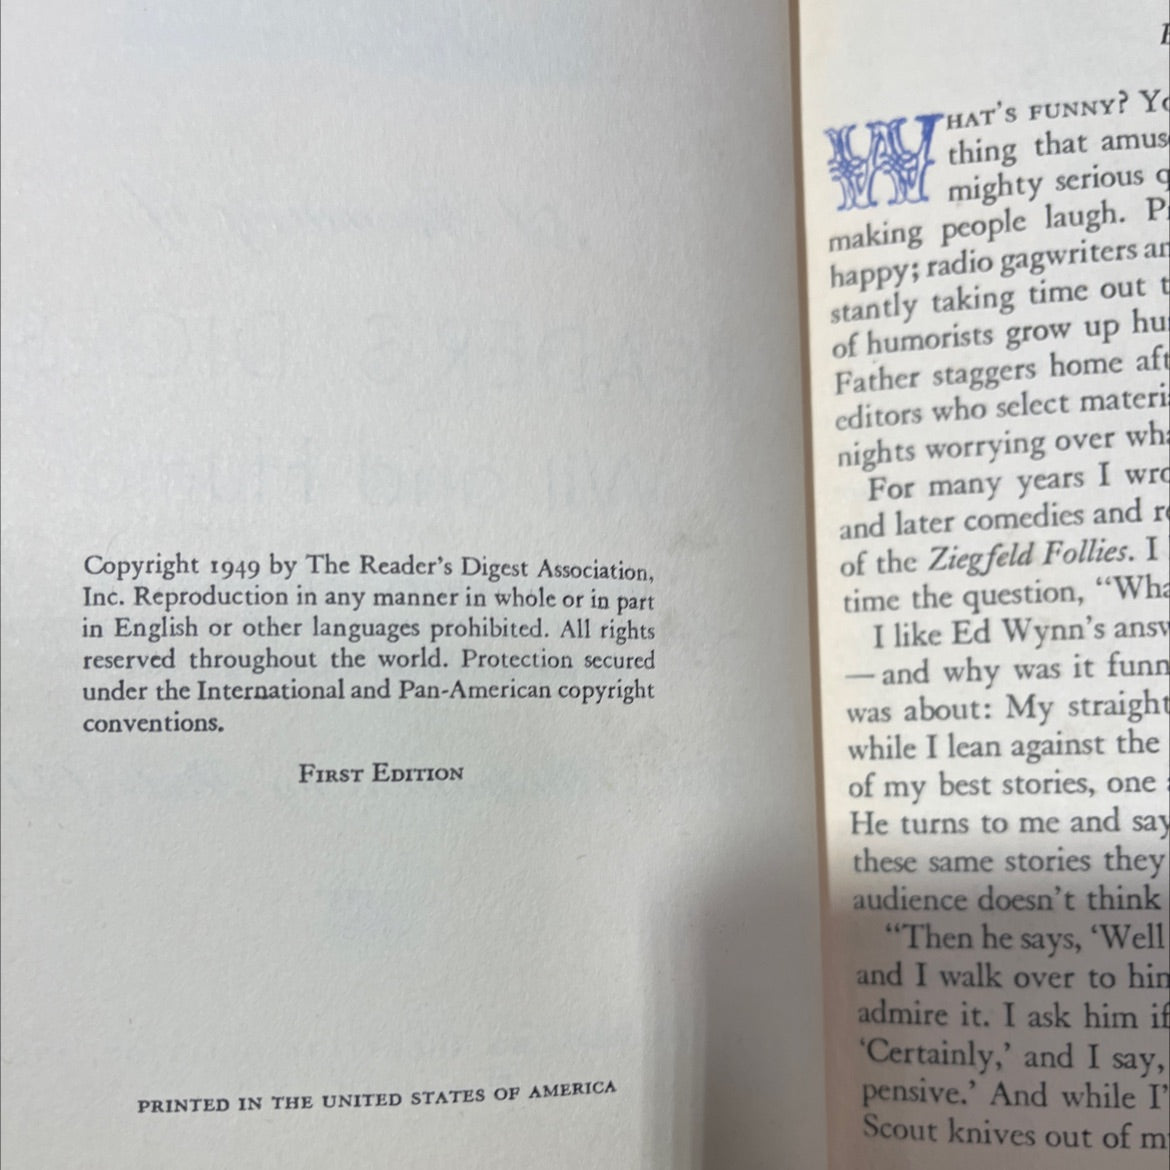 Copyright 1949 by The Reader's Digest Association,
Inc. Reproduction in any manner in whole or in part
in English or other languages prohibited. All rights
reserved throughout the world. Protection secured
under the International and Pan-American copyright
conventions.
First Edition
PRINTED IN THE UNITED STATES OF AMERICA
WHAT'S FUNNY?
thing that
mighty serious
making people laugh.
happy; radio gagwriters
stantly taking time out
of humorists grow up
Father staggers home
editors who select
nights worrying over
For many years I
and later comedies and
of the Ziegfeld Follies. I
time the question,
I like Ed Wynn's
—and why was it
was about: My straight
while I lean against the
of my best stories, one
He turns to me and say
these same stories they
audience doesn't think
"Then he says, 'Well
and I walk over to
admire it. I ask him if
'Certainly,' and I say,
pensive.' And while
Scout knives out of